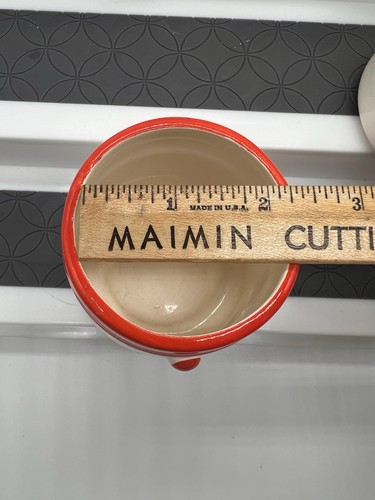 1 MADE IN U.S.A. 2 3
MAIMIN CUTTI